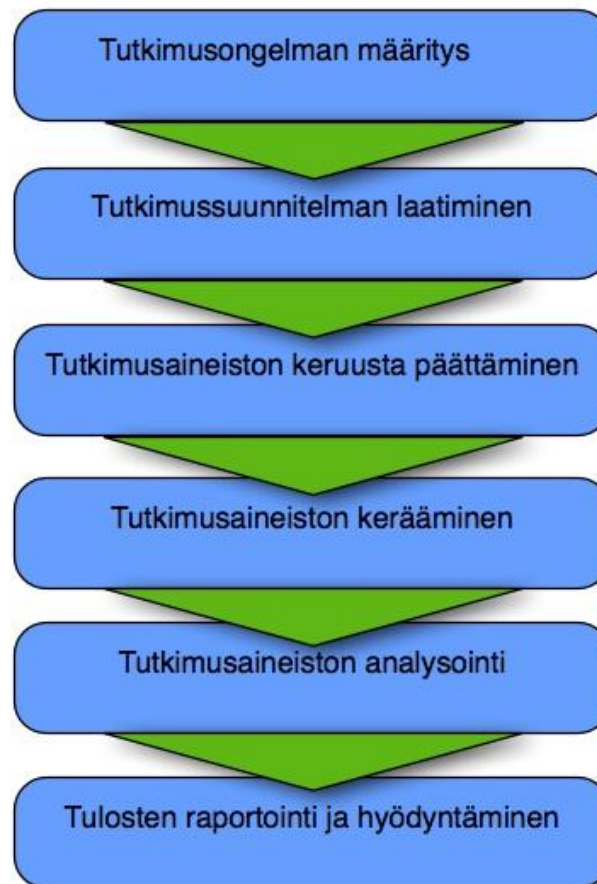 Tutkimusongelman määritys
Tutkimussuunnitelman laatiminen
Tutkimusaineiston keruusta päättäminen
Tutkimusaineiston kerääminen
Tutkimusaineiston analysointi
Tulosten raportointi ja hyödyntäminen